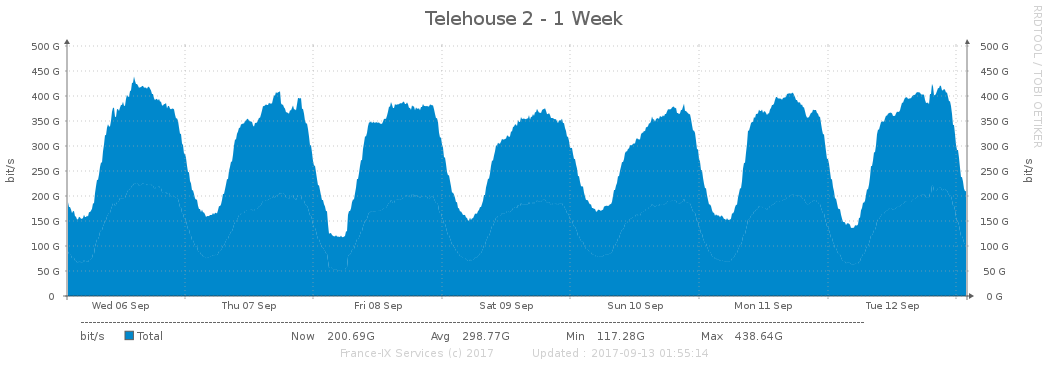 Telehouse 2 - 1 Week
RRDTOOL / TOBI OETIKER
500 G 500 G
450 G 450 G
400 G 400 G
350 G 350 G
300 G 300 G
250 G 250 G
200 G 200 G
150 G 150 G
100 G 100 G
50 G 50 G
0 0 G
bit/s
bit/s
Wed 06 Sep Thu 07 Sep Fri 08 Sep Sat 09 Sep Sun 10 Sep Mon 11 Sep Tue 12 Sep
bit/s Total Now 200.69G Avg 298.77G Min 117.28G Max 438.64G
France-IX Services (c) 2017 Updated : 2017-09-13 01:55:14